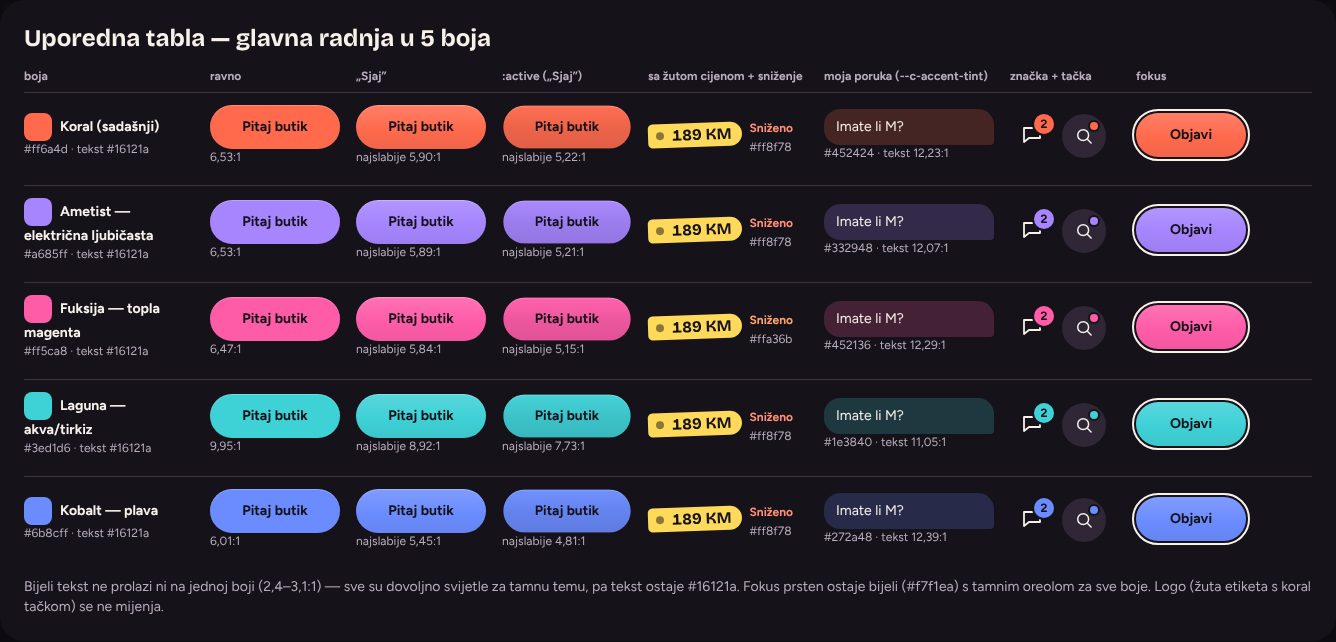 Uporedna tabla — glavna radnja u 5 boja
boja ravno „Sjaj” :active („Sjaj”) sa žutom cijenom + sniženje moja poruka (--c-accent-tint) značka + tačka fokus
Koral (sadašnji)
#ff6a4d · tekst #16121a
Pitaj butik
6,53:1
Pitaj butik
najslabije 5,90:1
Pitaj butik
najslabije 5,22:1
189 KM
Sniženo
#ff8f78
Imate li M?
#452424 · tekst 12,23:1
2
Objavi
Ametist —
električna ljubičasta
#a685ff · tekst #16121a
Pitaj butik
6,53:1
Pitaj butik
najslabije 5,89:1
Pitaj butik
najslabije 5,21:1
189 KM
Sniženo
#ff8f78
Imate li M?
#332948 · tekst 12,07:1
2
Objavi
Fuksija — topla
magenta
#ff5ca8 · tekst #16121a
Pitaj butik
6,47:1
Pitaj butik
najslabije 5,84:1
Pitaj butik
najslabije 5,15:1
189 KM
Sniženo
#ffa36b
Imate li M?
#452136 · tekst 12,29:1
2
Objavi
Laguna —
akva/tirkiz
#3ed1d6 · tekst #16121a
Pitaj butik
9,95:1
Pitaj butik
najslabije 8,92:1
Pitaj butik
najslabije 7,73:1
189 KM
Sniženo
#ff8f78
Imate li M?
#1e3840 · tekst 11,05:1
2
Objavi
Kobalt — plava
#6b8cff · tekst #16121a
Pitaj butik
6,01:1
Pitaj butik
najslabije 5,45:1
Pitaj butik
najslabije 4,81:1
189 KM
Sniženo
#ff8f78
Imate li M?
#272a48 · tekst 12,39:1
2
Objavi
Bijeli tekst ne prolazi ni na jednoj boji (2,4–3,1:1) — sve su dovoljno svijetle za tamnu temu, pa tekst ostaje #16121a. Fokus prsten ostaje bijeli (#f7f1ea) s tamnim oreolom za sve boje. Logo (žuta etiketa s koral
tačkom) se ne mijenja.